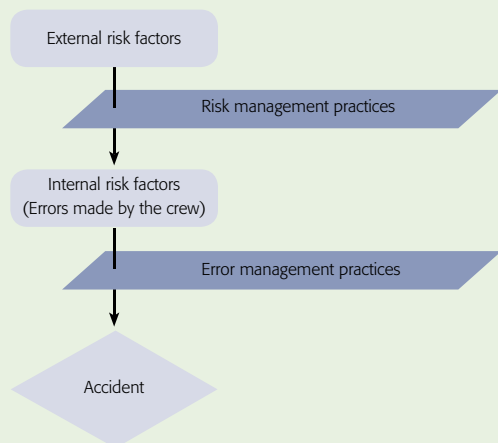 External risk factors
Risk management practices
Internal risk factors
(Errors made by the crew)
Error management practices
Accident